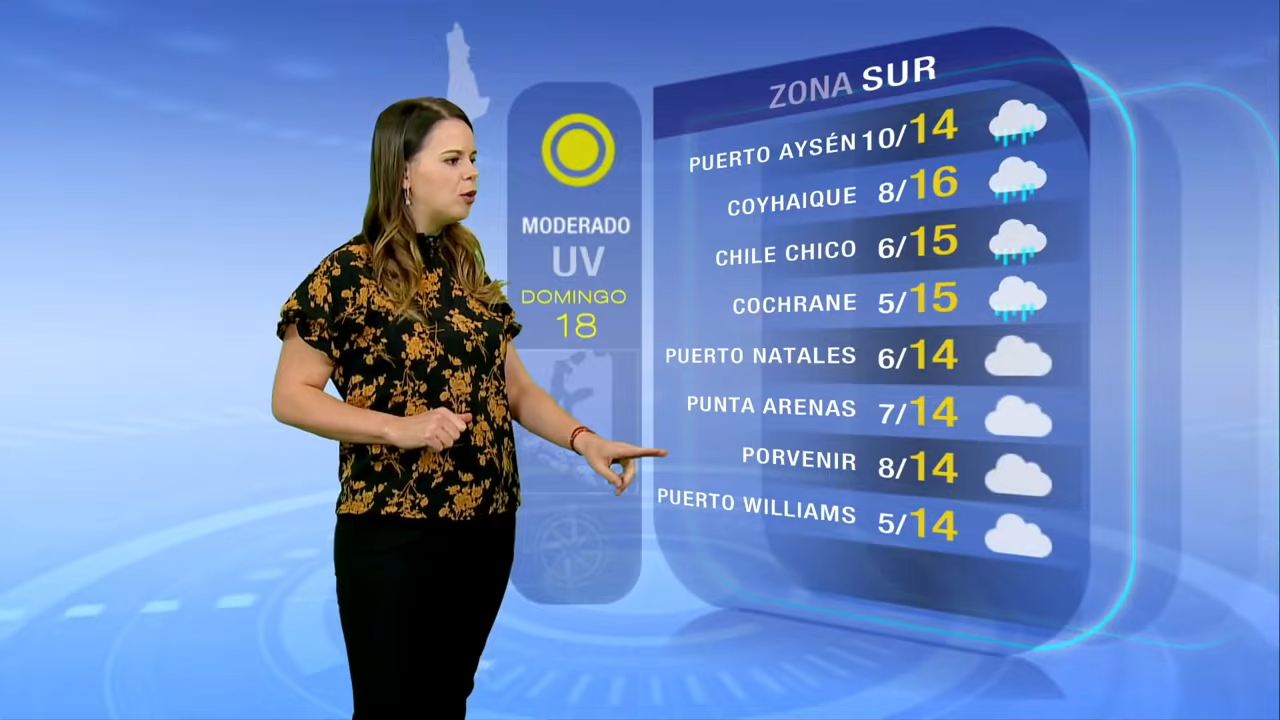 MODERADO
UV
DOMINGO
18
ZONA SUR
PUERTO AYSÉN 10/14
COYHAIQUE 8/16
CHILE CHICO 6/15
COCHRANE 5/15
PUERTO NATALES 6/14
PUNTA ARENAS 7/14
PORVENIR 8/14
PUERTO WILLIAMS 5/14